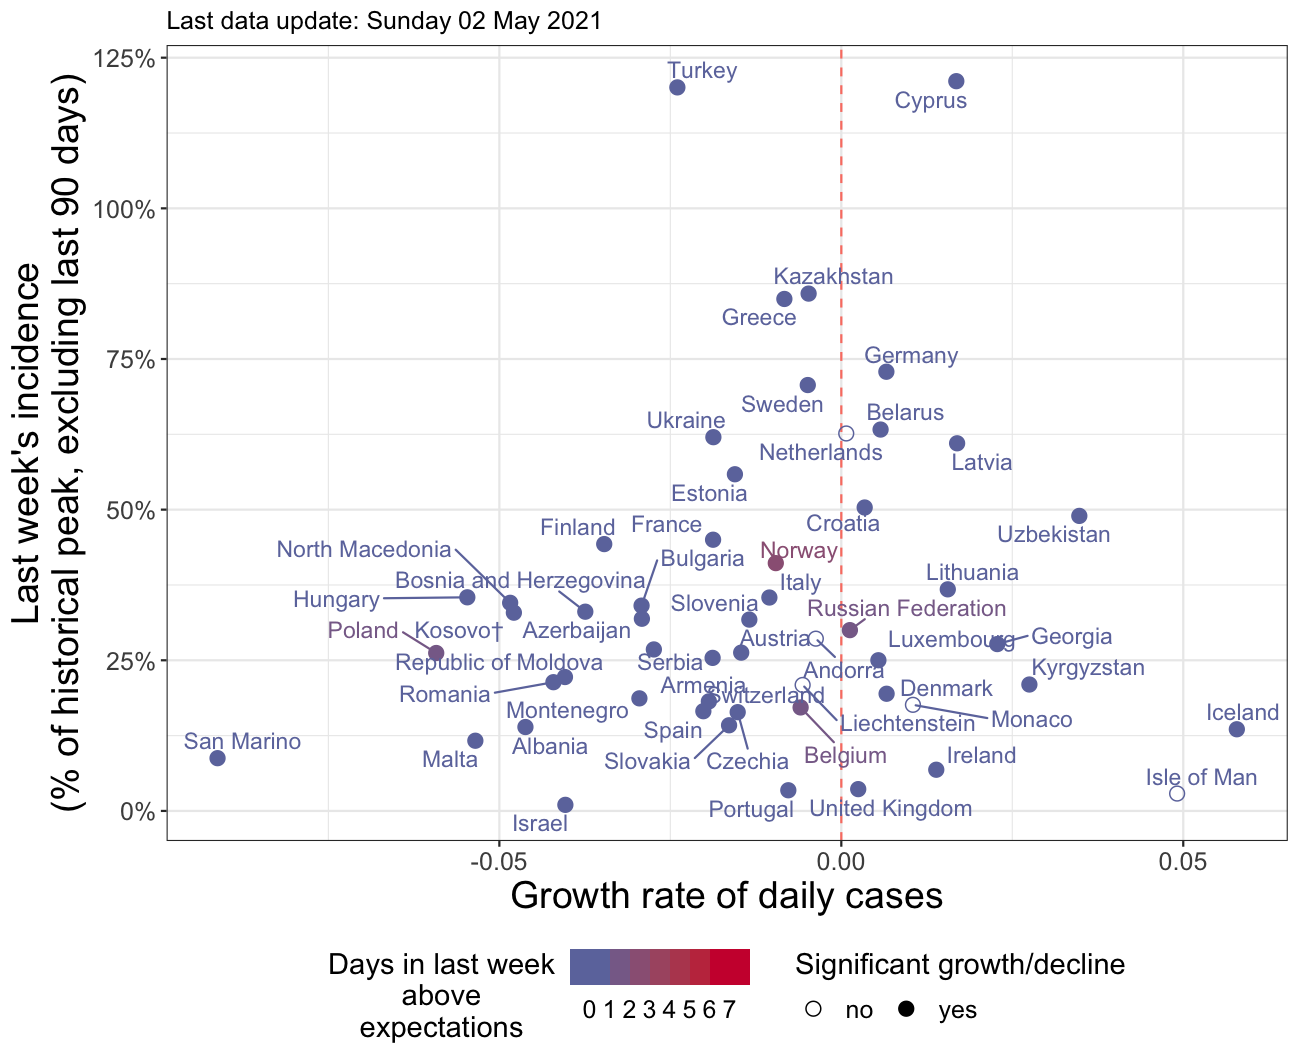 Last data update: Sunday 02 May 2021
Last week's incidence
(% of historical peak, excluding last 90 days)
125%
100%
75%
50%
25%
0%
Turkey
Cyprus
Kazakhstan
Greece
Germany
Sweden
Belarus
Ukraine
Netherlands
Latvia
Estonia
Croatia
France
Finland
Uzbekistan
North Macedonia
Norway
Bulgaria
Bosnia and Herzegovina
Italy
Lithuania
Hungary
Slovenia
Russian Federation
Poland
Kosovo†
Azerbaijan
Austria
Luxembourg
Georgia
Republic of Moldova
Serbia
Andorra
Kyrgyzstan
Romania
Armenia
Switzerland
Denmark
Montenegro
Liechtenstein
Monaco
Iceland
Spain
San Marino
Albania
Malta
Slovakia
Czechia
Belgium
Ireland
Isle of Man
Portugal
United Kingdom
Israel
-0.05
0.00
0.05
Growth rate of daily cases
Days in last week
above
expectations
0 1 2 3 4 5 6 7
Significant growth/decline
no
yes